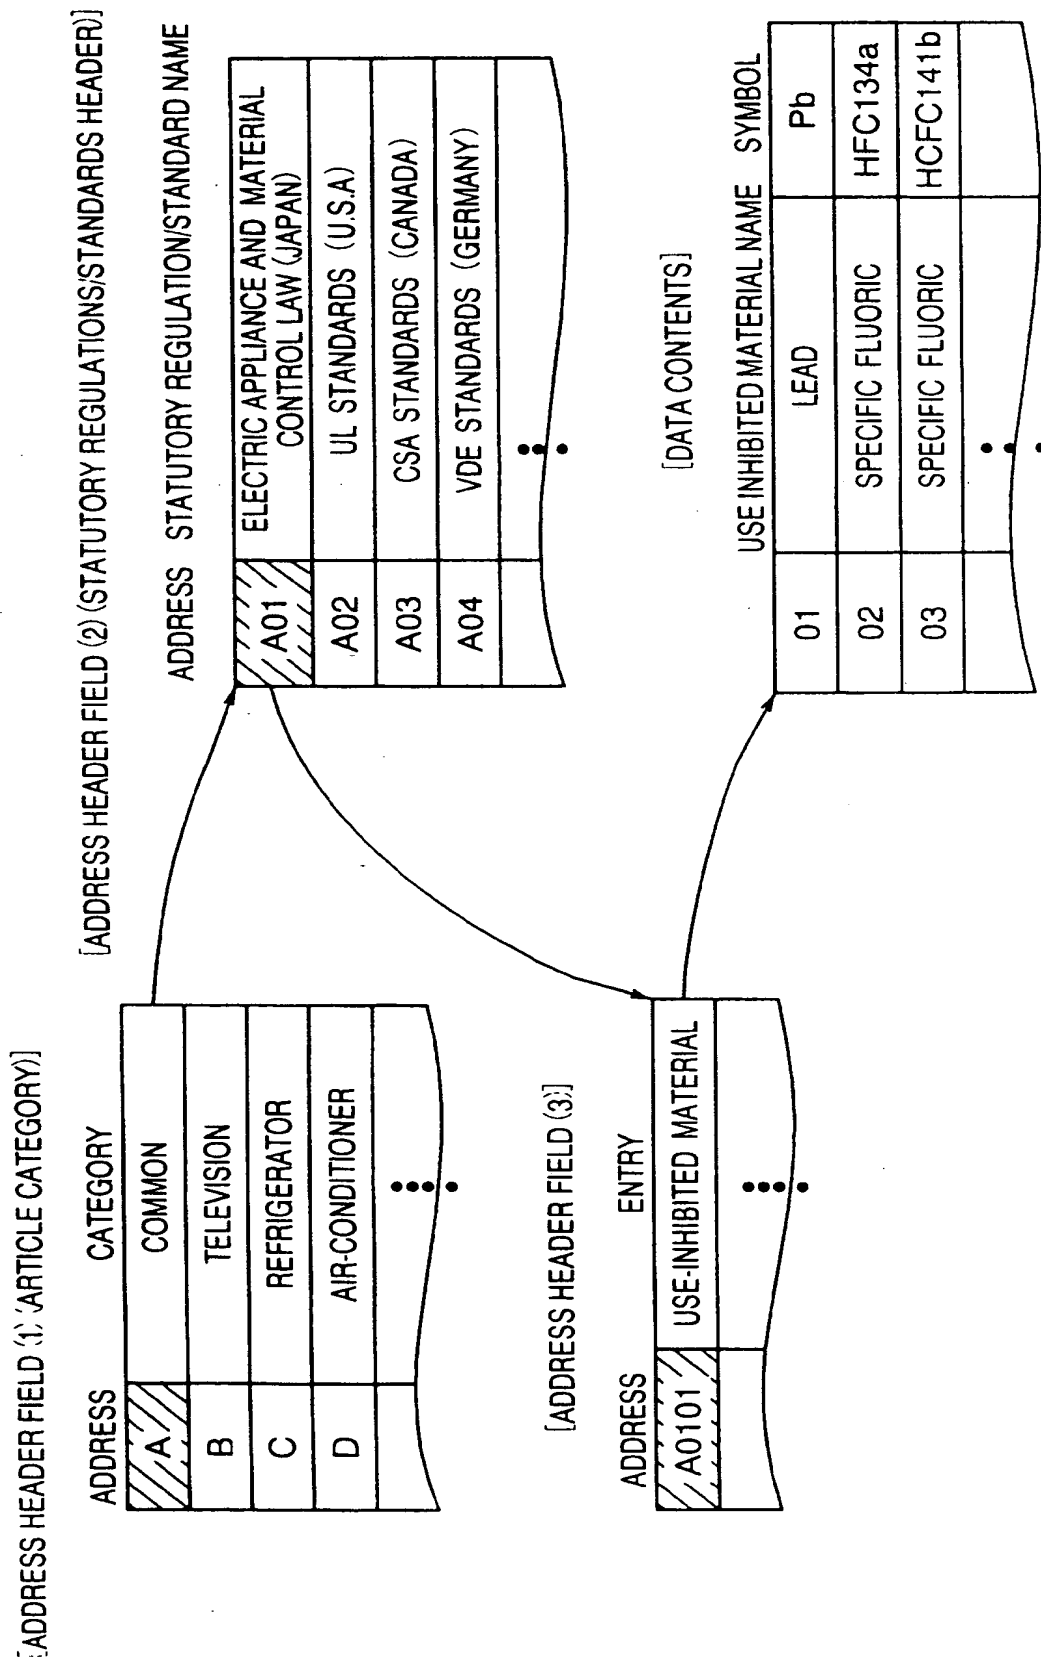 [ADDRESS HEADER FIELD (1) (ARTICLE CATEGORY)]
ADDRESS CATEGORY
A COMMON
B TELEVISION
C REFRIGERATOR
D AIR-CONDITIONER
[ADDRESS HEADER FIELD (2) (STATUTORY REGULATIONS/STANDARDS HEADER)]
ADDRESS STATUTORY REGULATION/STANDARD NAME
A01 ELECTRIC APPLIANCE AND MATERIAL
CONTROL LAW (JAPAN)
A02 UL STANDARDS (U.S.A)
A03 CSA STANDARDS (CANADA)
A04 VDE STANDARDS (GERMANY)
[ADDRESS HEADER FIELD (3)]
ADDRESS ENTRY
A0101 USE-INHIBITED MATERIAL
[DATA CONTENTS]
USE INHIBITED MATERIAL NAME SYMBOL
01 LEAD Pb
02 SPECIFIC FLUORIC HFC134a
03 SPECIFIC FLUORIC HCFC141b